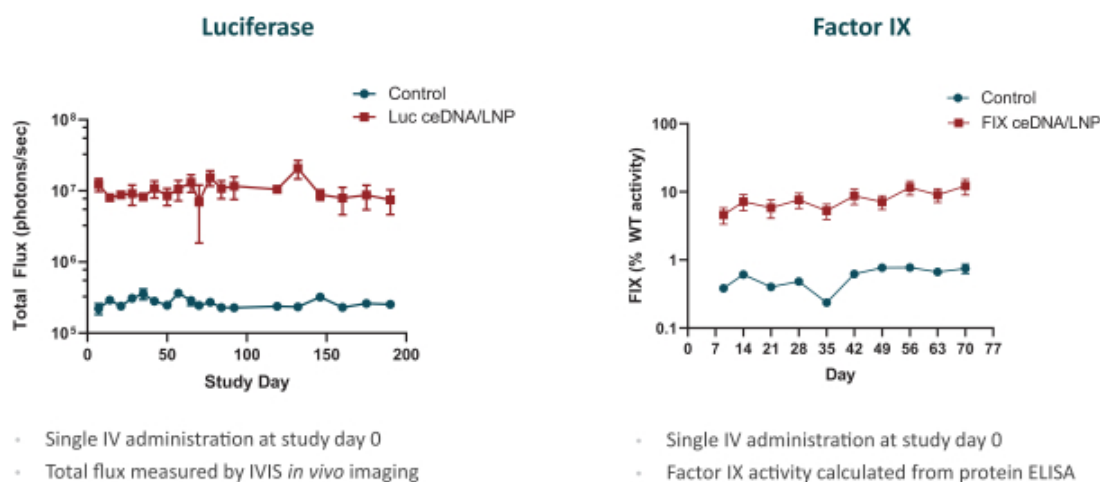 Luciferase
Control
Luc ceDNA/LNP
Total Flux (photons/sec)
10⁸
10⁷
10⁶
10⁵
0 50 100 150 200
Study Day
· Single IV administration at study day 0
· Total flux measured by IVIS in vivo imaging
Factor IX
Control
FIX ceDNA/LNP
FIX (% WT activity)
100
10
1
0.1
0 7 14 21 28 35 42 49 56 63 70 77
Day
· Single IV administration at study day 0
· Factor IX activity calculated from protein ELISA